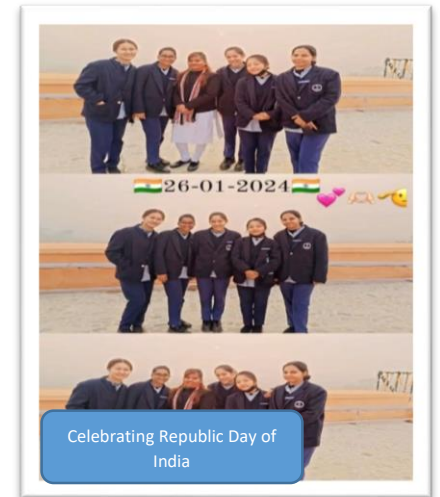 🇮🇳26-01-2024🇮🇳
Celebrating Republic Day of
India